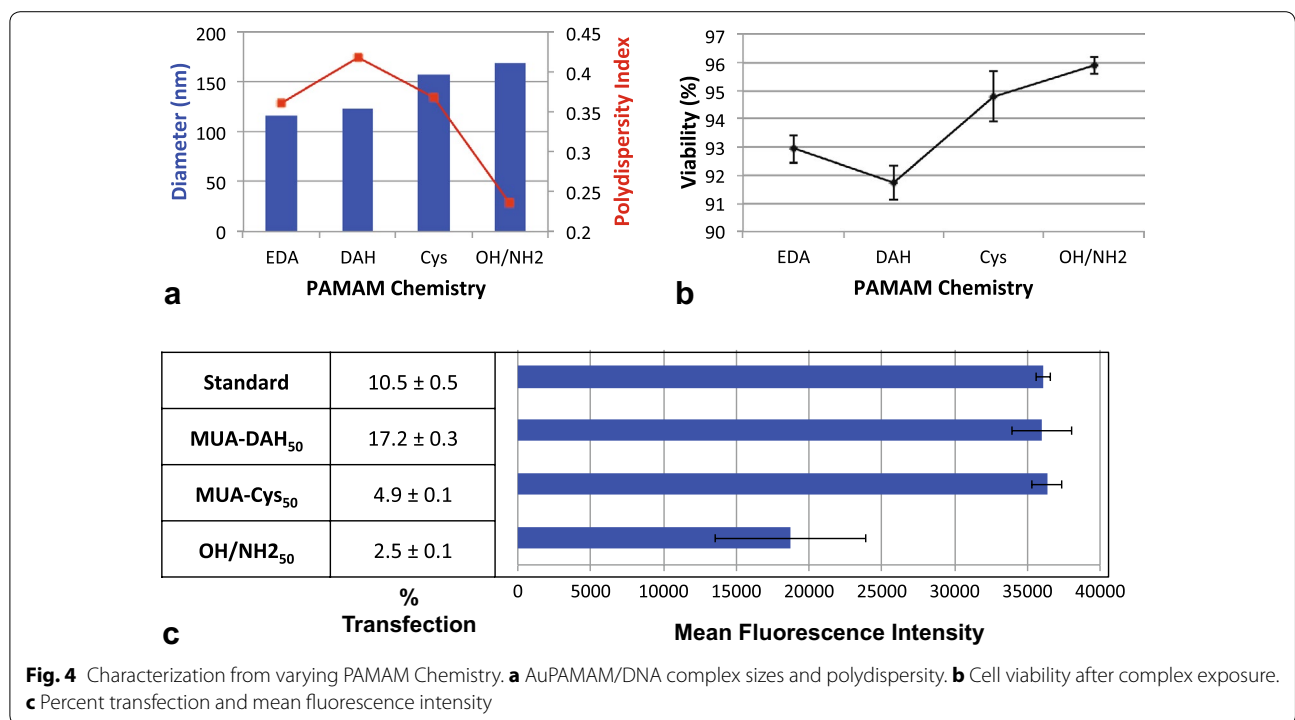 200
150
100
50
0
Diameter (nm)
0.45
0.4
0.35
0.3
0.25
0.2
Polydispersity Index
EDA DAH Cys OH/NH2
PAMAM Chemistry
a
97
96
95
94
93
92
91
90
Viability (%)
EDA DAH Cys OH/NH2
PAMAM Chemistry
b
Standard 10.5 ± 0.5
MUA-DAH50 17.2 ± 0.3
MUA-Cys50 4.9 ± 0.1
OH/NH250 2.5 ± 0.1
%
Transfection
0 5000 10000 15000 20000 25000 30000 35000 40000
Mean Fluorescence Intensity
c
Fig. 4 Characterization from varying PAMAM Chemistry. a AuPAMAM/DNA complex sizes and polydispersity. b Cell viability after complex exposure.
c Percent transfection and mean fluorescence intensity